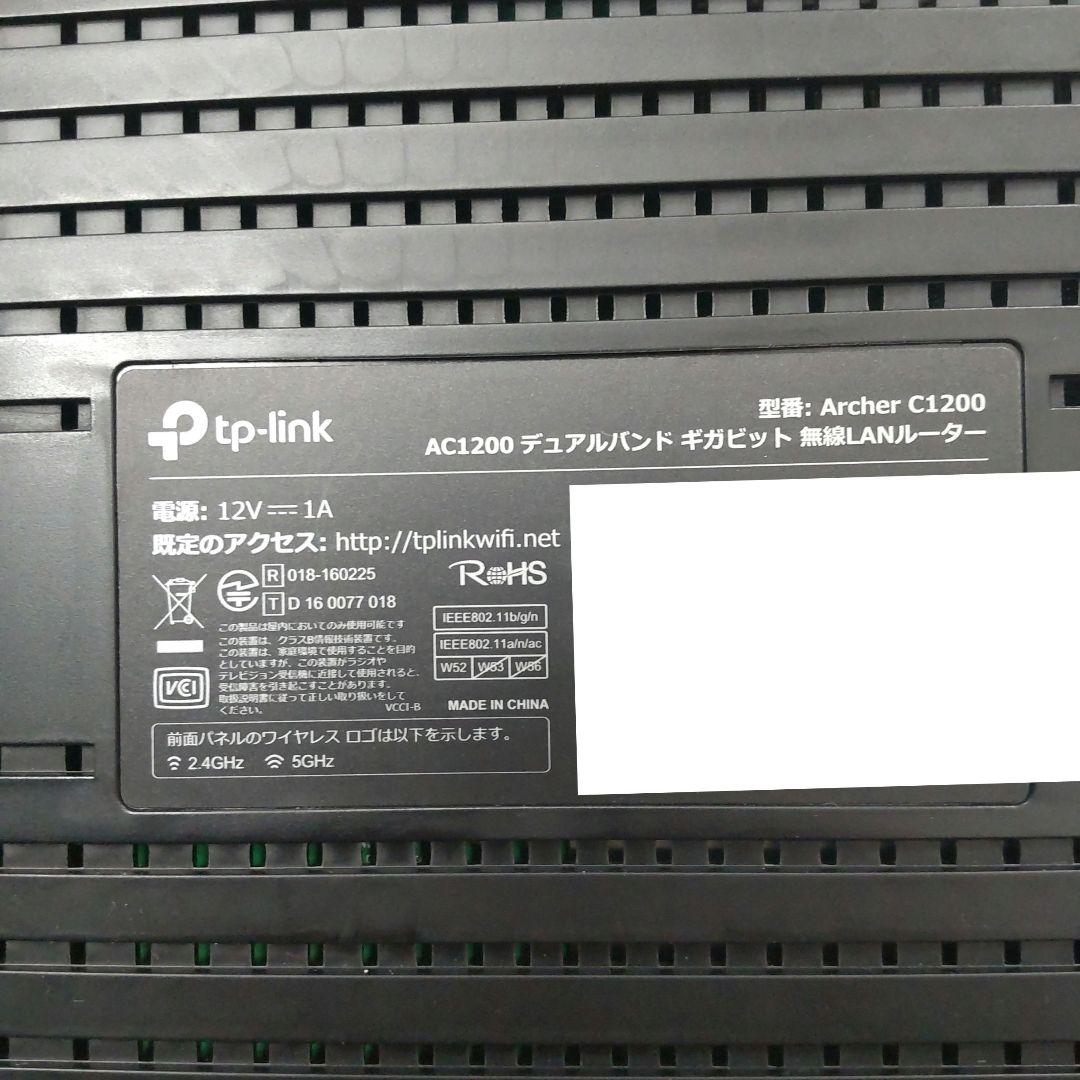 tp-link
型番: Archer C1200
AC1200 デュアルバンド ギガビット 無線LANルーター
電源: 12V⎓1A
既定のアクセス: http://tplinkwifi.net
R 018-160225
T D 16 0077 018
RoHS
この製品は屋内においてのみ使用可能です
この装置は、クラスB情報技術装置です。
この装置は、家庭環境で使用することを目的
としていますが、この装置がラジオや
テレビジョン受信機に近接して使用されると、
受信障害を引き起こすことがあります。
取扱説明書に従って正しい取り扱いをして
ください。
VCCI-B
VCI
IEEE802.11b/g/n
IEEE802.11a/n/ac
W52 W53 W56
MADE IN CHINA
前面パネルのワイヤレス ロゴは以下を示します。
2.4GHz 5GHz